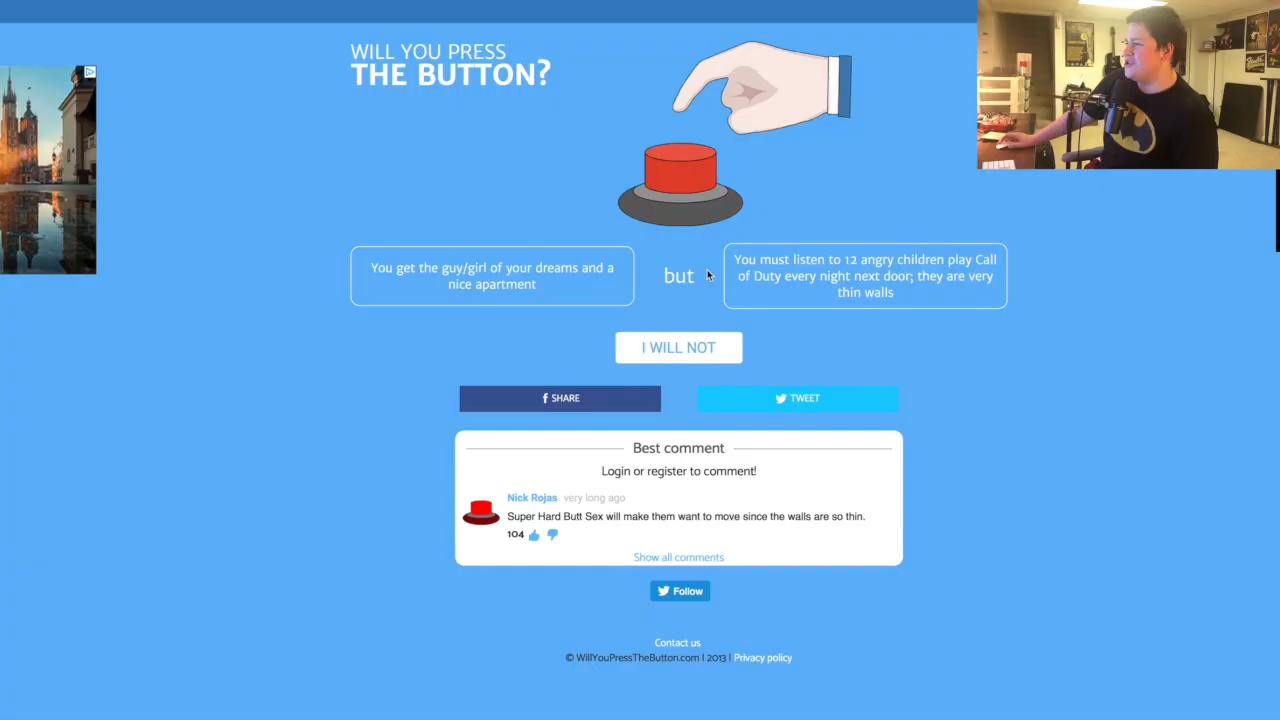 WILL YOU PRESS
THE BUTTON?
You get the guy/girl of your dreams and a
nice apartment
but
You must listen to 12 angry children play Call
of Duty every night next door; they are very
thin walls
I WILL NOT
f SHARE
TWEET
Best comment
Login or register to comment!
Nick Rojas very long ago
Super Hard Butt Sex will make them want to move since the walls are so thin.
104
Show all comments
Follow
Contact us
© WillYouPressTheButton.com | 2013 | Privacy policy